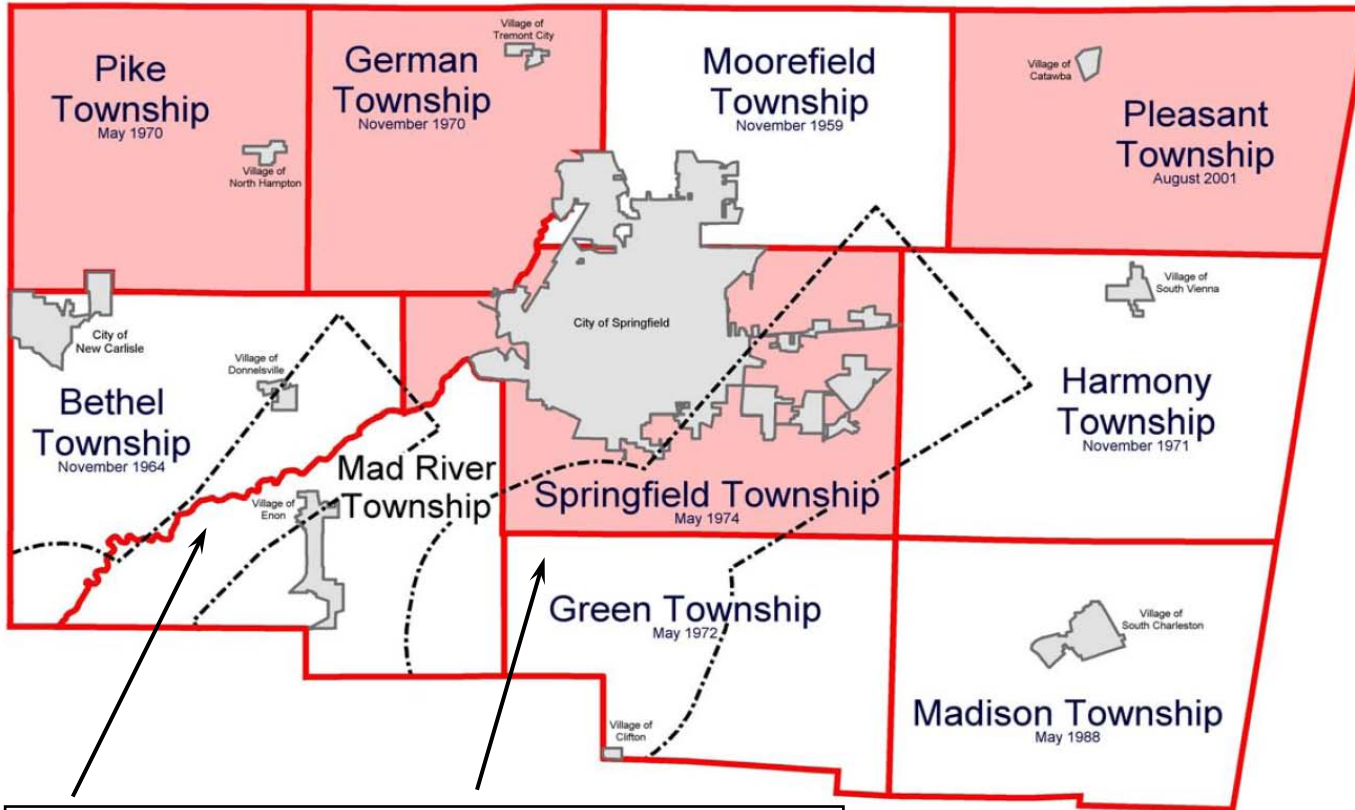 Pike
Township
May 1970
Village of
North Hampton
German
Township
November 1970
Village of
Tremont City
Moorefield
Township
November 1959
Village of
Catawba
Pleasant
Township
August 2001
City of
New Carlisle
Village of
Donnelsville
Bethel
Township
November 1964
City of Springfield
Village of
South Vienna
Harmony
Township
November 1971
Mad River
Township
Village of
Enon
Springfield Township
May 1974
Green Township
May 1972
Village of
South Charleston
Madison Township
May 1988
Village of
Clifton